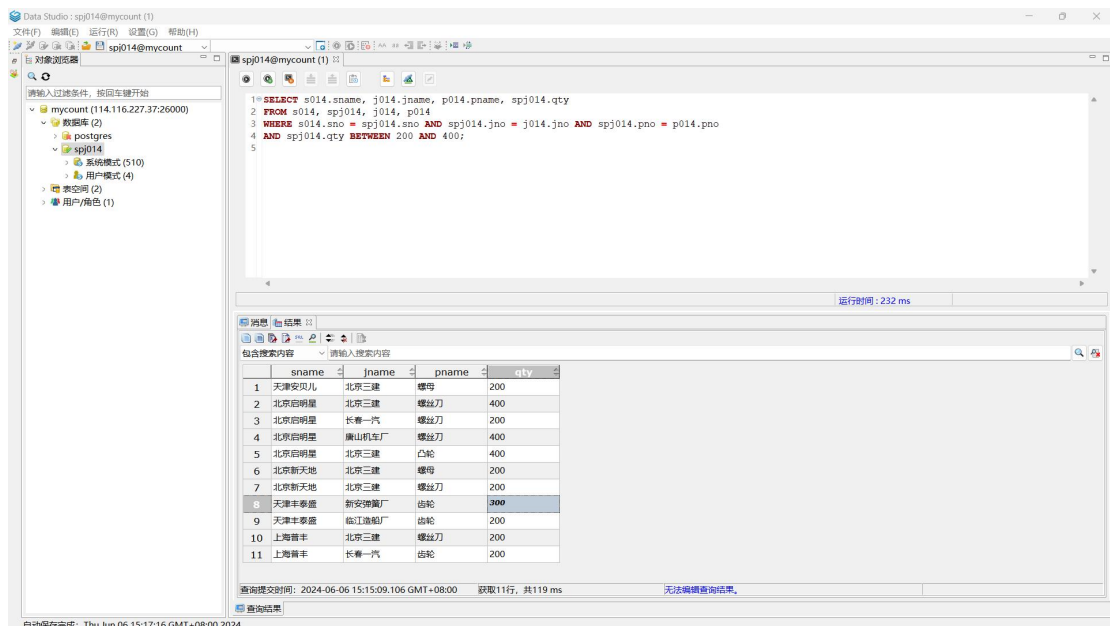 Data Studio : spj014@mycount (1)
文件(F) 编辑(E) 运行(R) 设置(G) 帮助(H)
spj014@mycount
对象浏览器
spj014@mycount (1)
请输入过滤条件，按回车键开始
mycount (114.116.227.37:26000)
数据库 (2)
postgres
spj014
系统模式 (510)
用户模式 (4)
表空间 (2)
用户/角色 (1)
1 SELECT s014.sname, j014.jname, p014.pname, spj014.qty
2 FROM s014, spj014, j014, p014
3 WHERE s014.sno = spj014.sno AND spj014.jno = j014.jno AND spj014.pno = p014.pno
4 AND spj014.qty BETWEEN 200 AND 400;
5
运行时间 : 232 ms
消息 结果
包含搜索内容 请输入搜索内容
sname jname pname qty
1 天津安贝儿 北京三建 螺母 200
2 北京启明星 北京三建 螺丝刀 400
3 北京启明星 长春一汽 螺丝刀 200
4 北京启明星 唐山机车厂 螺丝刀 400
5 北京启明星 北京三建 凸轮 400
6 北京新天地 北京三建 螺母 200
7 北京新天地 北京三建 螺丝刀 200
8 天津丰泰盛 新安弹簧厂 齿轮 300
9 天津丰泰盛 临江造船厂 齿轮 200
10 上海普丰 北京三建 螺丝刀 200
11 上海普丰 长春一汽 齿轮 200
查询提交时间：2024-06-06 15:15:09.106 GMT+08:00 获取11行，共119 ms 无法编辑查询结果。
查询结果
自动保存完成：Thu Jun 06 15:17:16 GMT+08:00 2024